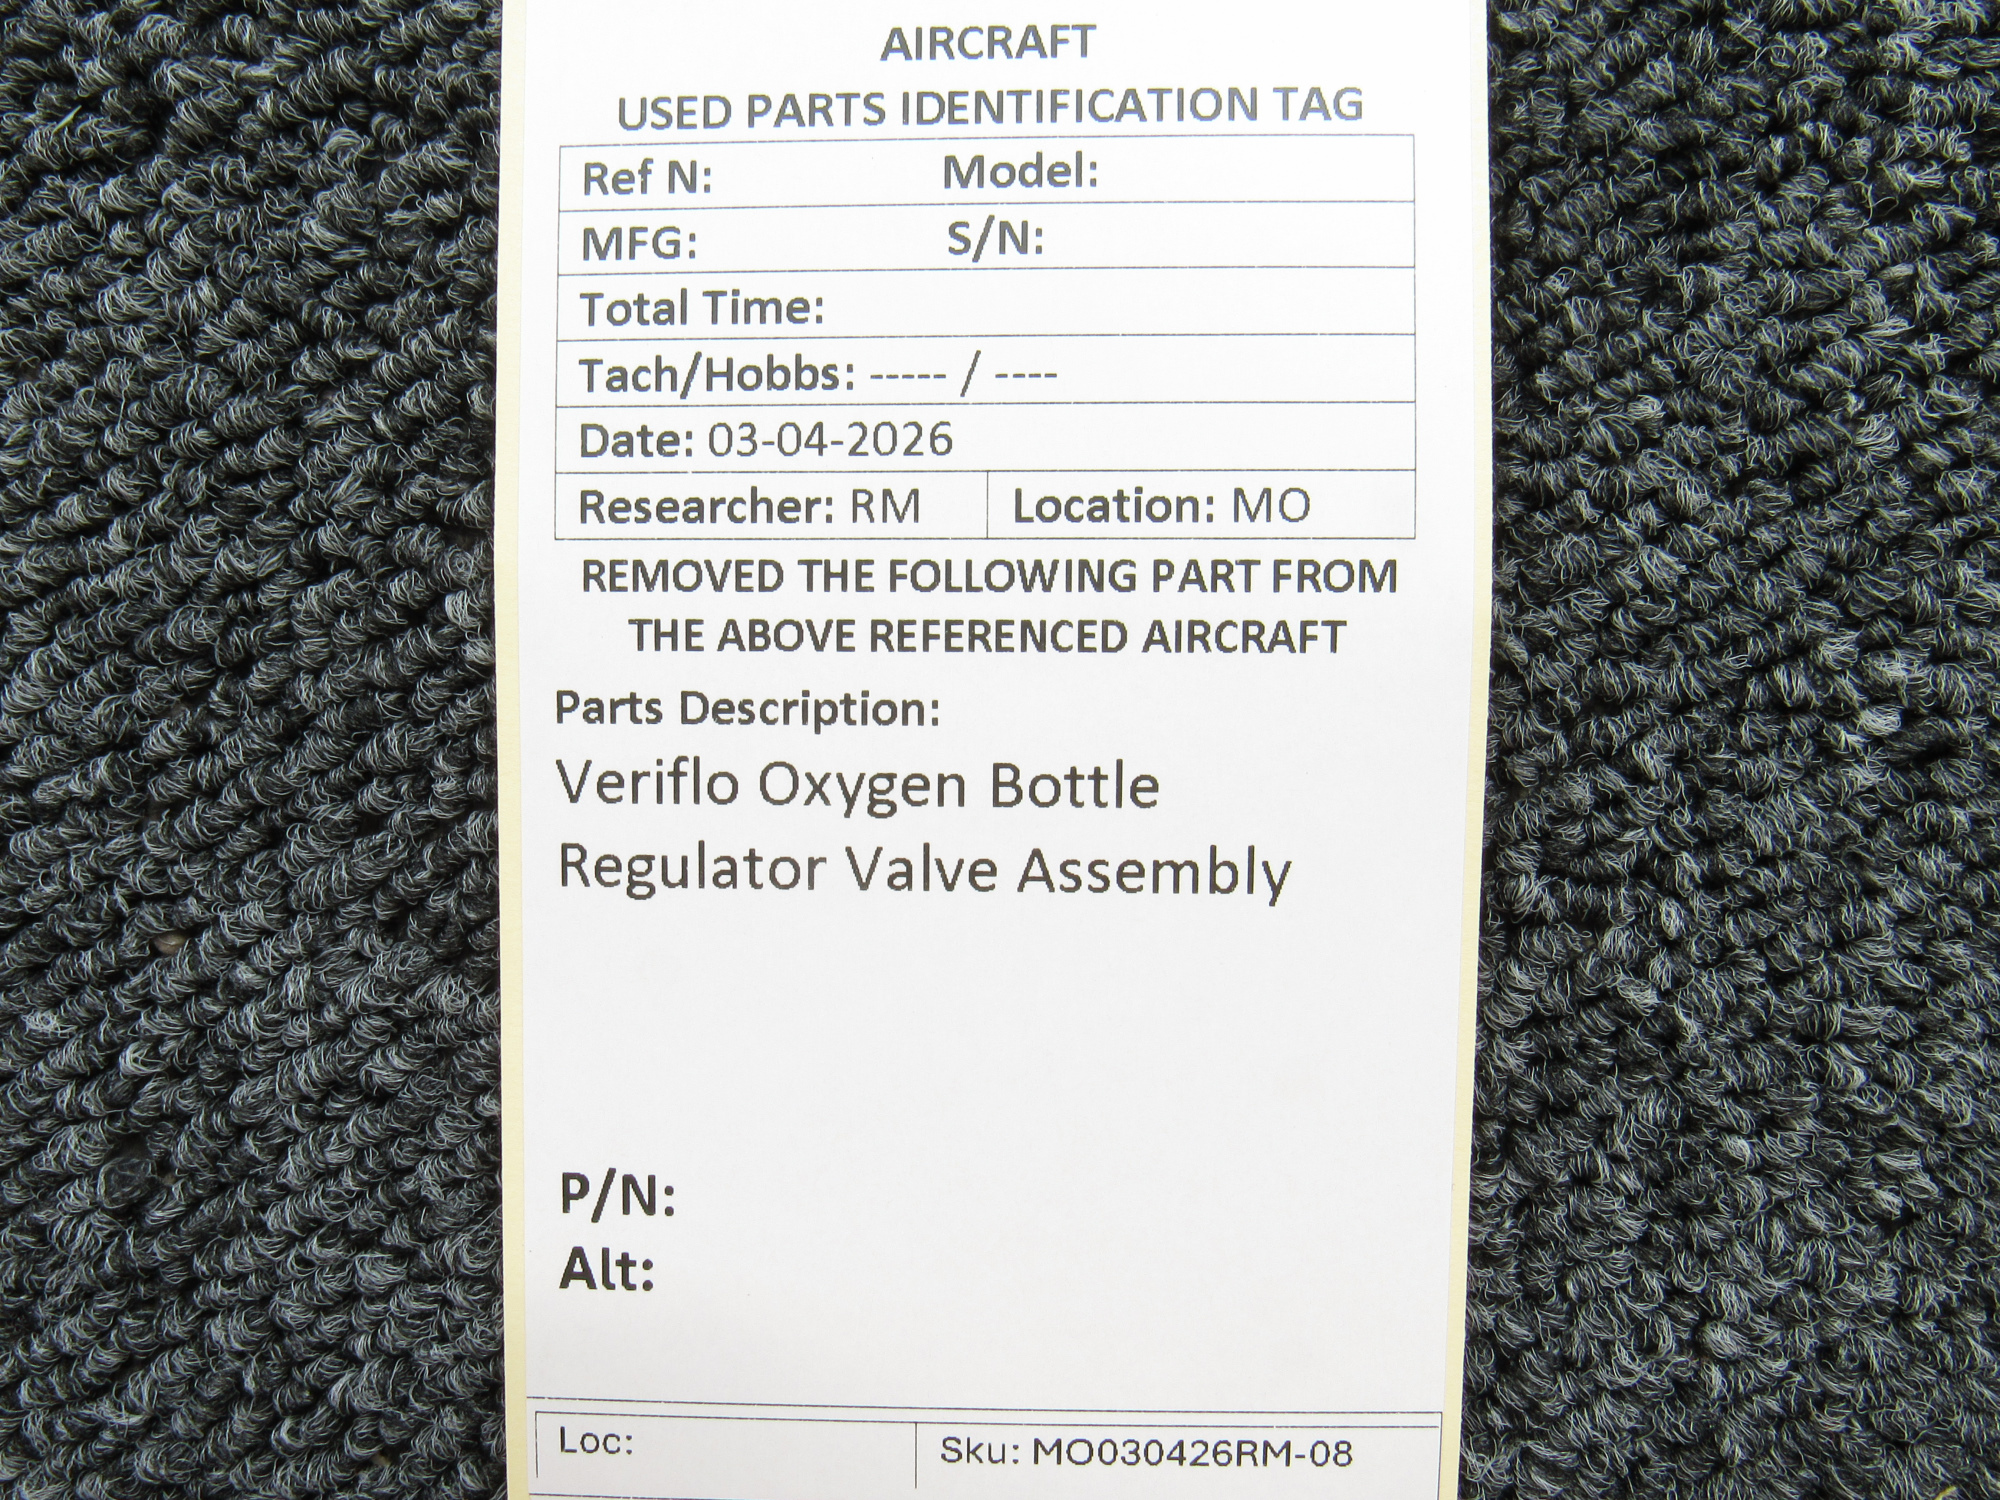 AIRCRAFT
USED PARTS IDENTIFICATION TAG
Ref N: Model:
MFG: S/N:
Total Time:
Tach/Hobbs: ----- / ----
Date: 03-04-2026
Researcher: RM Location: MO
REMOVED THE FOLLOWING PART FROM
THE ABOVE REFERENCED AIRCRAFT
Parts Description:
Veriflo Oxygen Bottle
Regulator Valve Assembly
P/N:
Alt:
Loc: Sku: MO030426RM-08